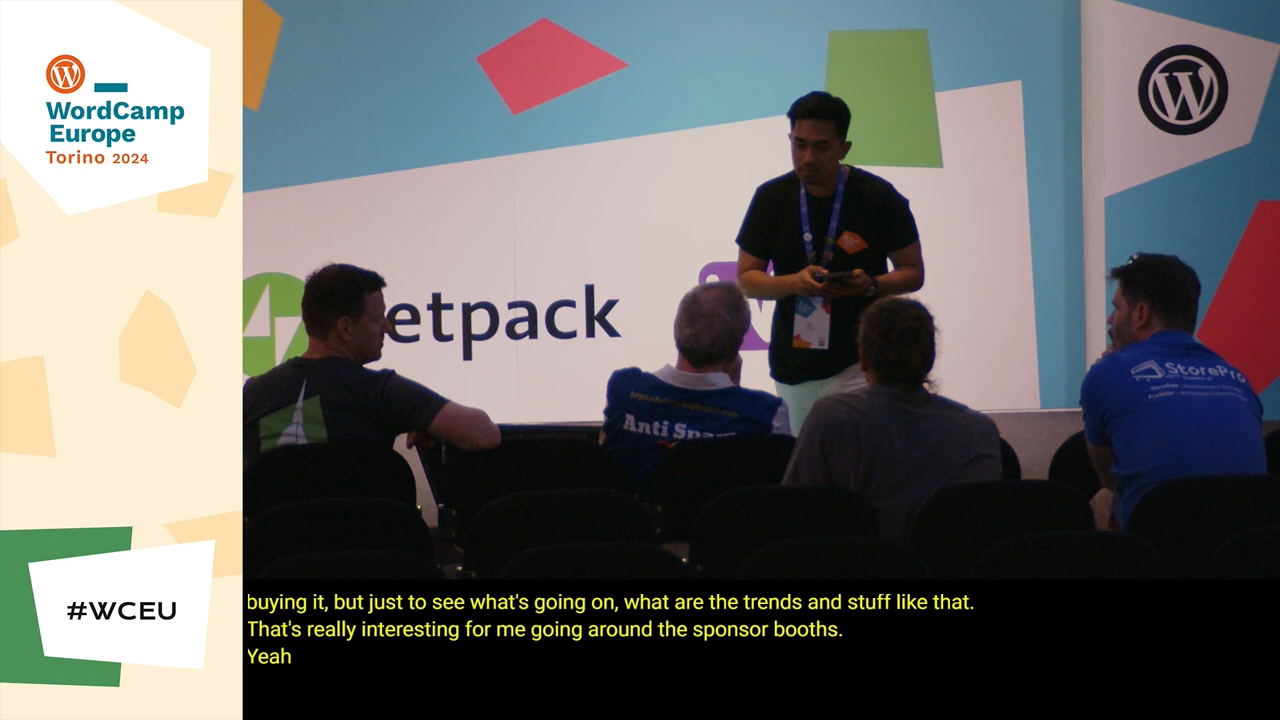 WordCamp
Europe
Torino 2024
etpack
Anti Spam
StorePro
#WCEU
buying it, but just to see what's going on, what are the trends and stuff like that.
That's really interesting for me going around the sponsor booths.
Yeah